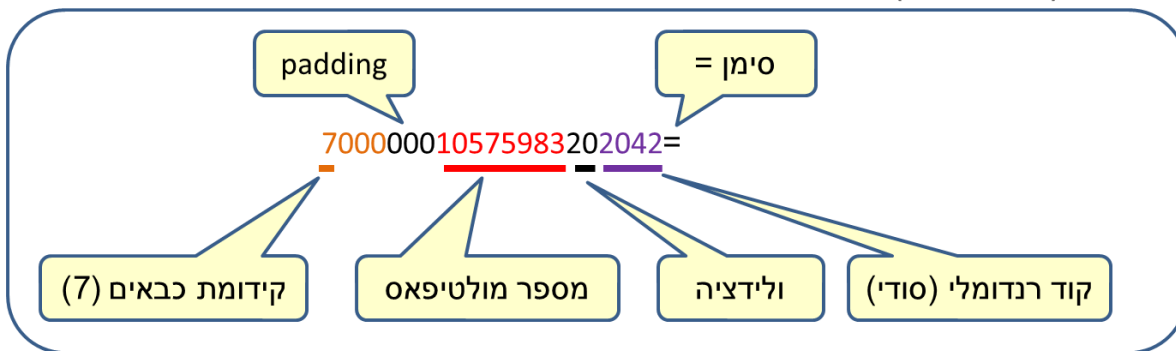 padding
סימן =
700000010575983202042=
קידומת כבאים (7)
מספר מולטיפאס
ולידציה
קוד רנדומלי (סודי)